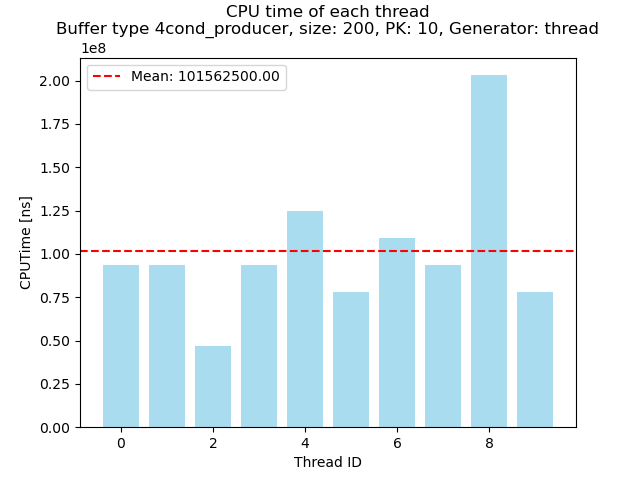 CPU time of each thread
Buffer type 4cond_producer, size: 200, PK: 10, Generator: thread
1e8
Mean: 101562500.00
2.00
1.75
1.50
1.25
1.00
0.75
0.50
0.25
0.00
CPUTime [ns]
0 2 4 6 8
Thread ID